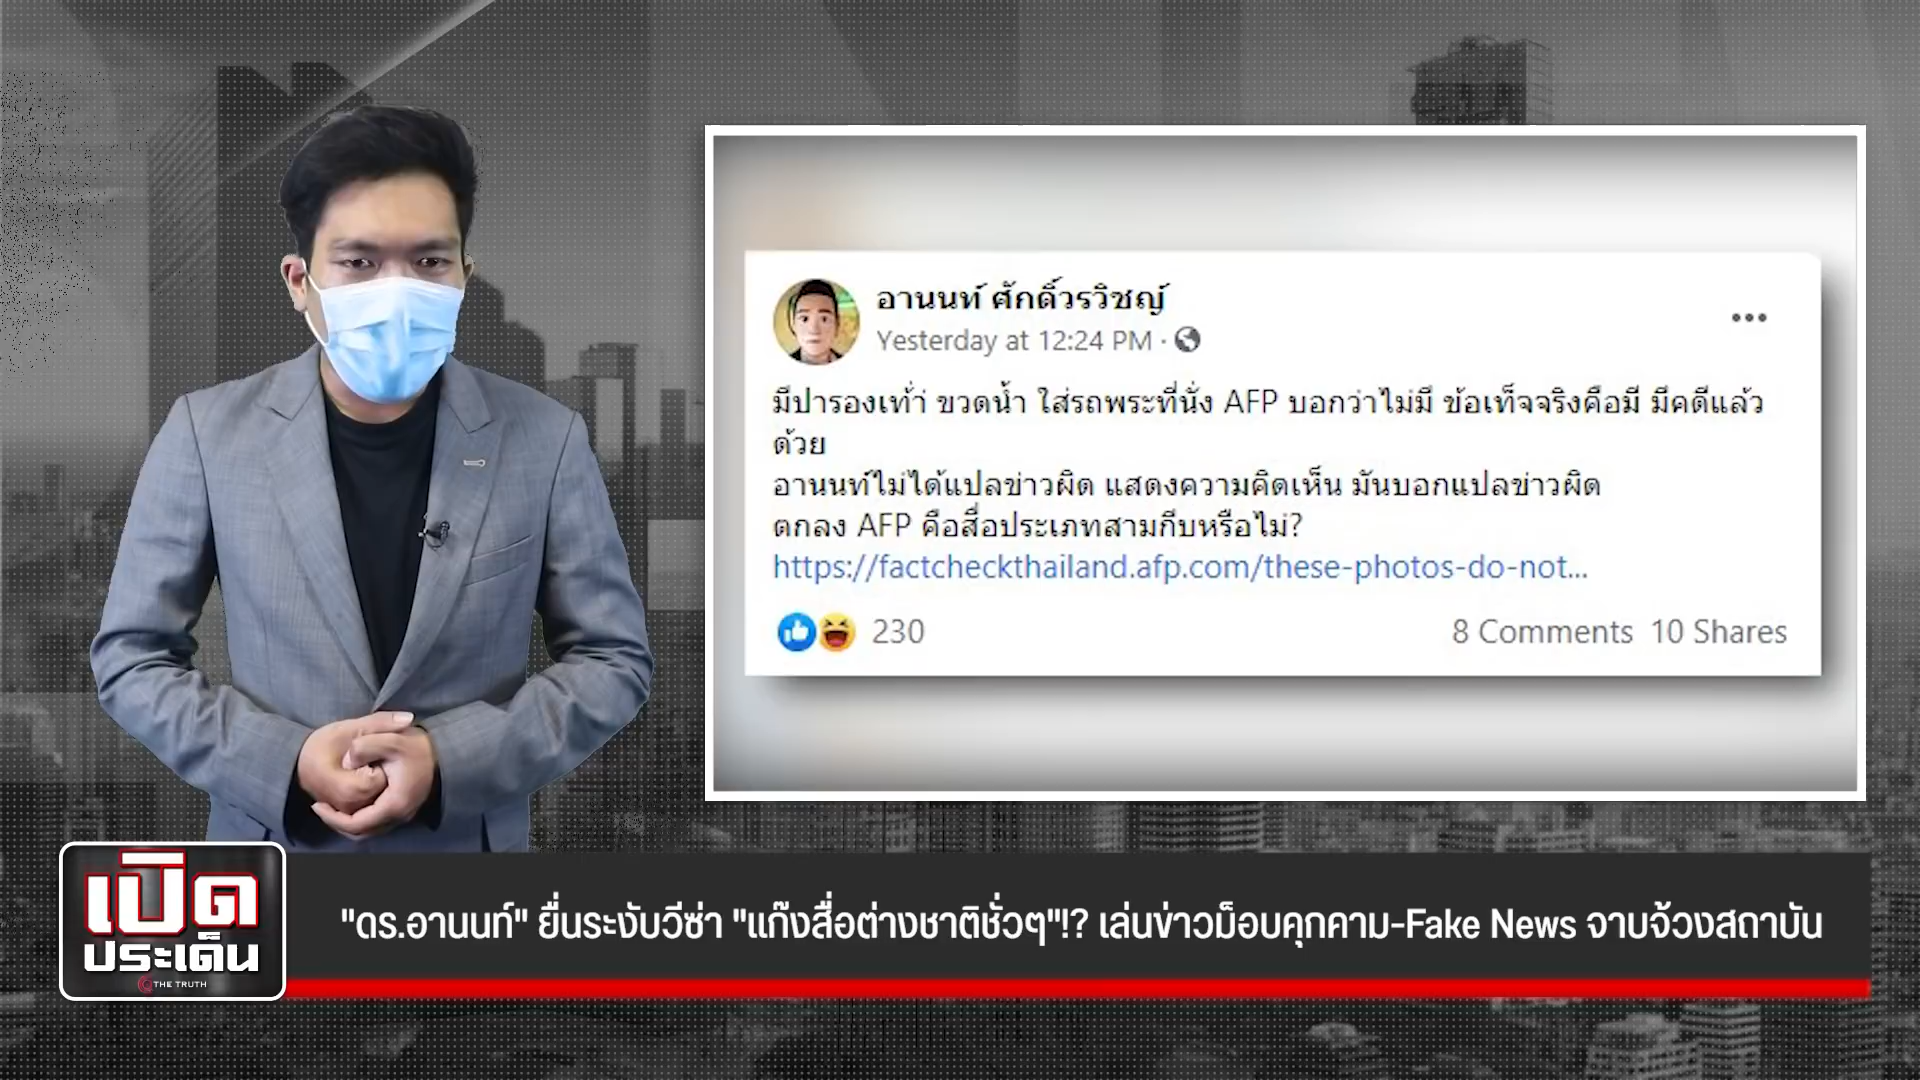 อานนท์ ศักดิ์วรวิชญ์
Yesterday at 12:24 PM ·
มีปารองเท้า ขวดน้ำ ใส่รถพระที่นั่ง AFP บอกว่าไม่มี ข้อเท็จจริงคือมี มีคดีแล้ว
ด้วย
อานนท์ไม่ได้แปลข่าวผิด แสดงความคิดเห็น มันบอกแปลข่าวผิด
ตกลง AFP คือสื่อประเภทสามกีบหรือไม่?
https://factcheckthailand.afp.com/these-photos-do-not...
230
8 Comments 10 Shares
เปิด
ประเด็น
THE TRUTH
"ดร.อานนท์" ยื่นระงับวีซ่า "แก๊งสื่อต่างชาติชั่วๆ"!? เล่นข่าวม็อบคุกคาม-Fake News จาบจ้วงสถาบัน